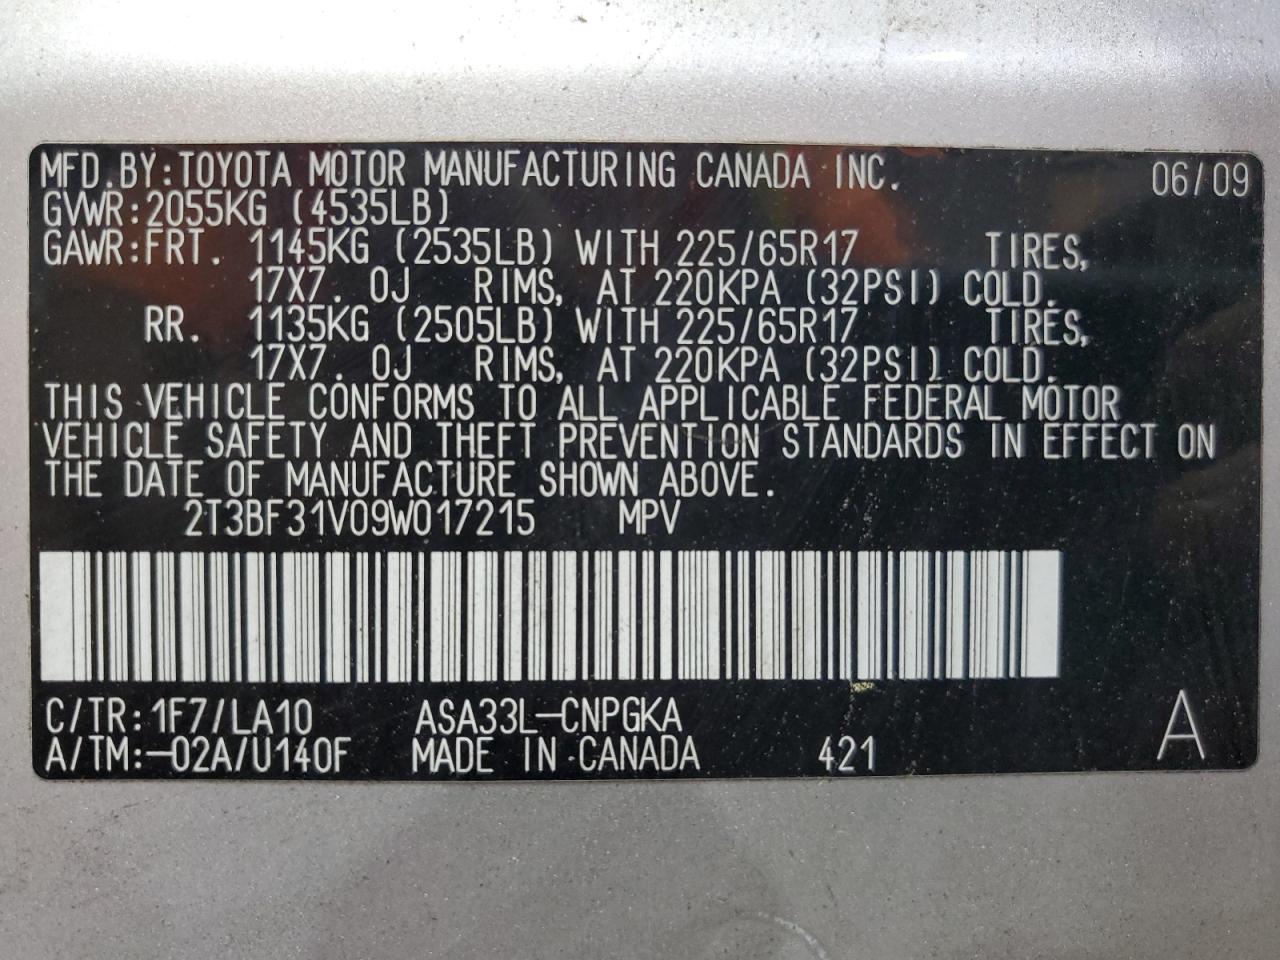 MFD.BY:TOYOTA MOTOR MANUFACTURING CANADA INC. 06/09
GVWR:2055KG (4535LB)
GAWR:FRT. 1145KG (2535LB) WITH 225/65R17 TIRES,
17X7. 0J RIMS, AT 220KPA (32PSI) COLD.
RR. 1135KG (2505LB) WITH 225/65R17 TIRES,
17X7. 0J RIMS, AT 220KPA (32PSI) COLD.
THIS VEHICLE CONFORMS TO ALL APPLICABLE FEDERAL MOTOR
VEHICLE SAFETY AND THEFT PREVENTION STANDARDS IN EFFECT ON
THE DATE OF MANUFACTURE SHOWN ABOVE.
2T3BF31V09W017215 MPV
C/TR:1F7/LA10 ASA33L-CNPGKA A
A/TM:-02A/U140F MADE IN CANADA 421